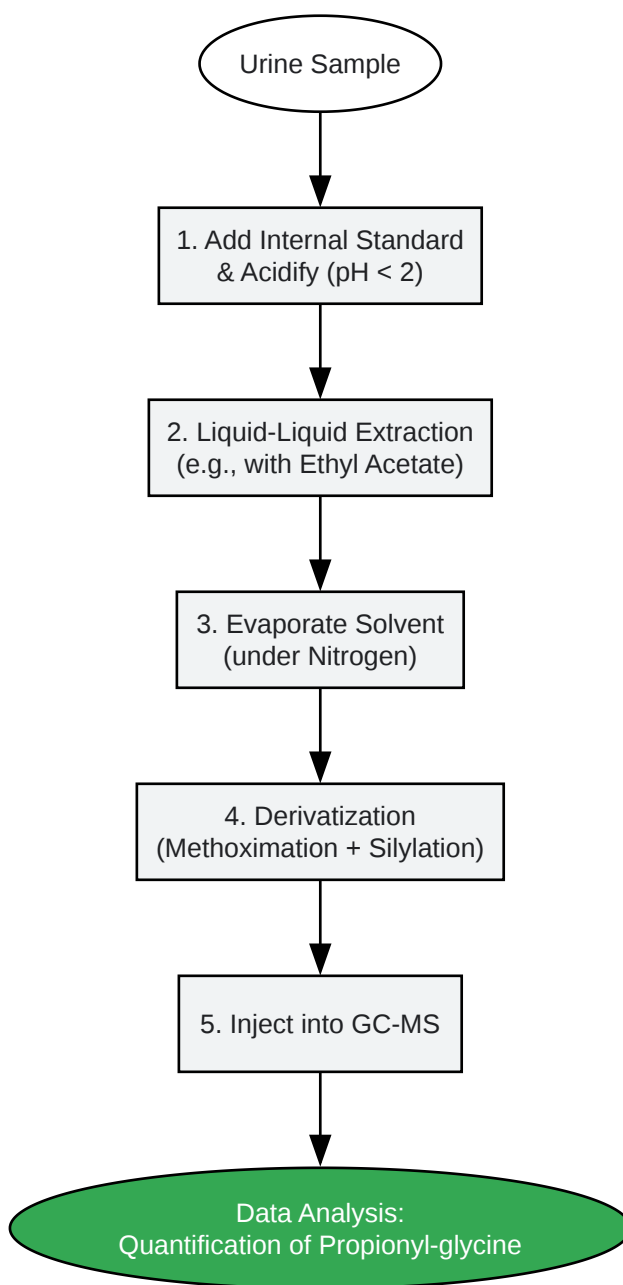 Urine Sample
1. Add Internal Standard
& Acidify (pH < 2)
2. Liquid-Liquid Extraction
(e.g., with Ethyl Acetate)
3. Evaporate Solvent
(under Nitrogen)
4. Derivatization
(Methoximation + Silylation)
5. Inject into GC-MS
Data Analysis:
Quantification of Propionyl-glycine